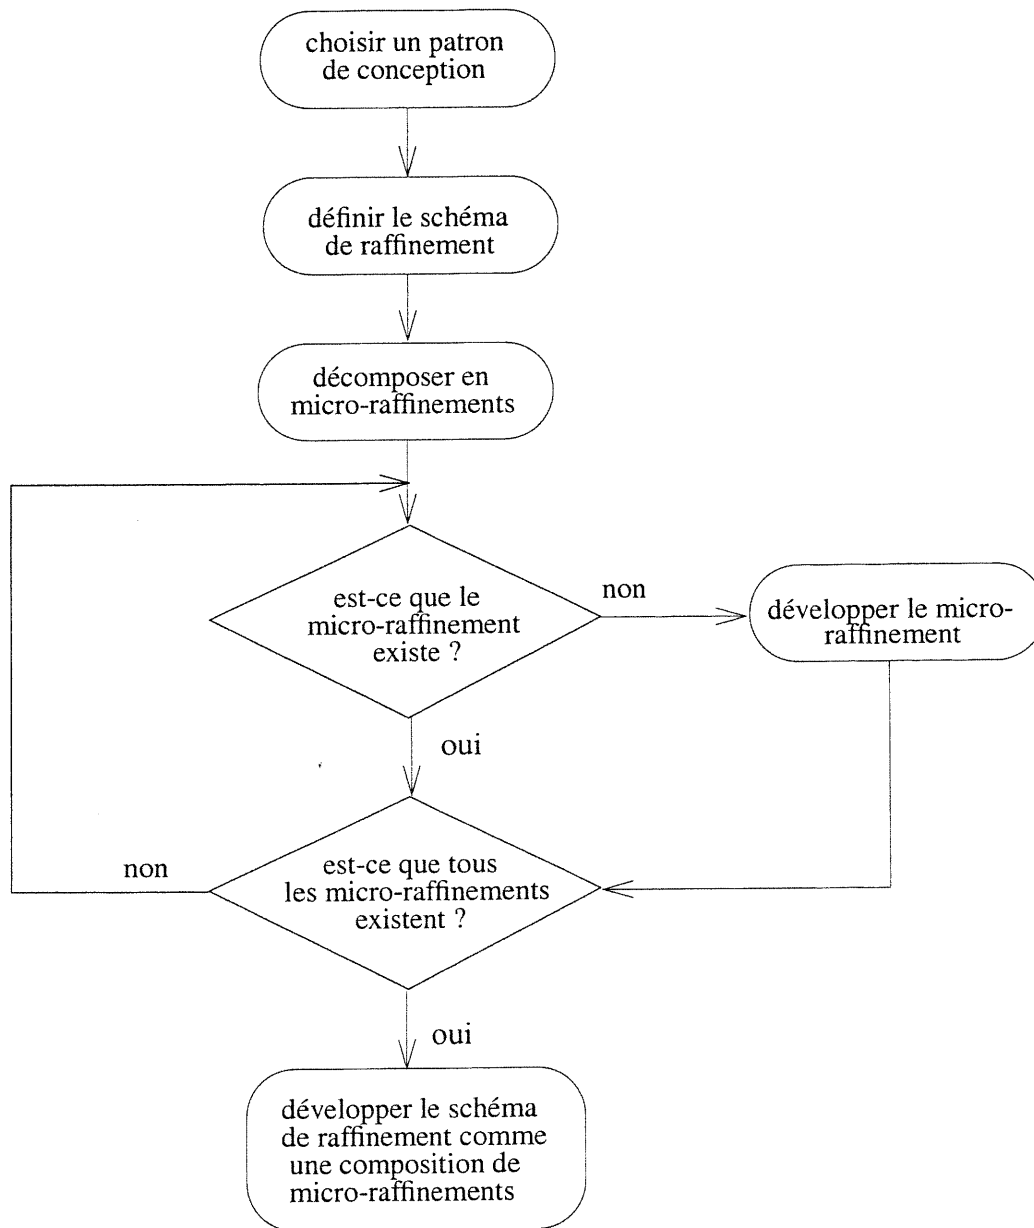 choisir un patron
de conception
définir le schéma
de raffinement
décomposer en
micro-raffinements
est-ce que le
micro-raffinement
existe ?
non
développer le micro-
raffinement
oui
est-ce que tous
les micro-raffinements
existent ?
non
oui
développer le schéma
de raffinement comme
une composition de
micro-raffinements